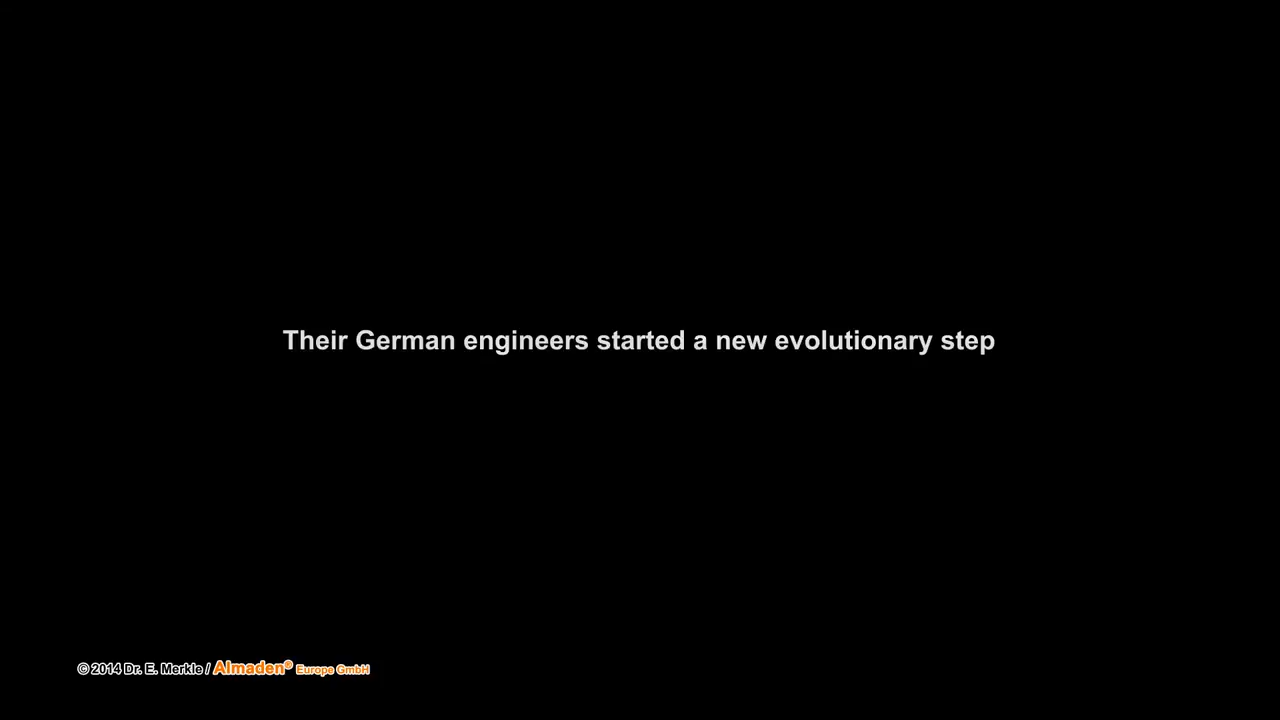 Their German engineers started a new evolutionary step
© 2014 Dr. E. Merkle / Almaden® Europe GmbH